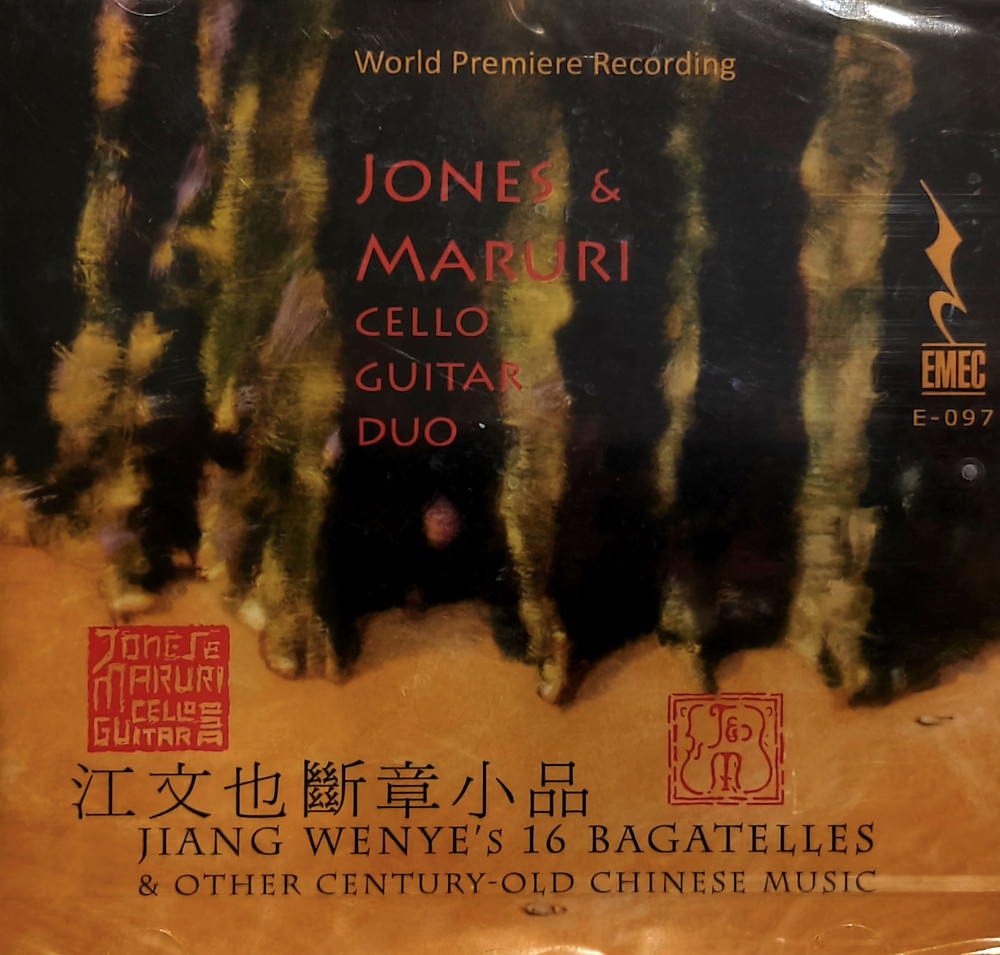 World Premiere Recording
JONES &
MARURI
CELLO
GUITAR
DUO
EMEC
E-097
JONES &
MARURI
CELLO
GUITAR
DUO
J&
M
江文也斷章小品
JIANG WENYE'S 16 BAGATELLES
& OTHER CENTURY-OLD CHINESE MUSIC